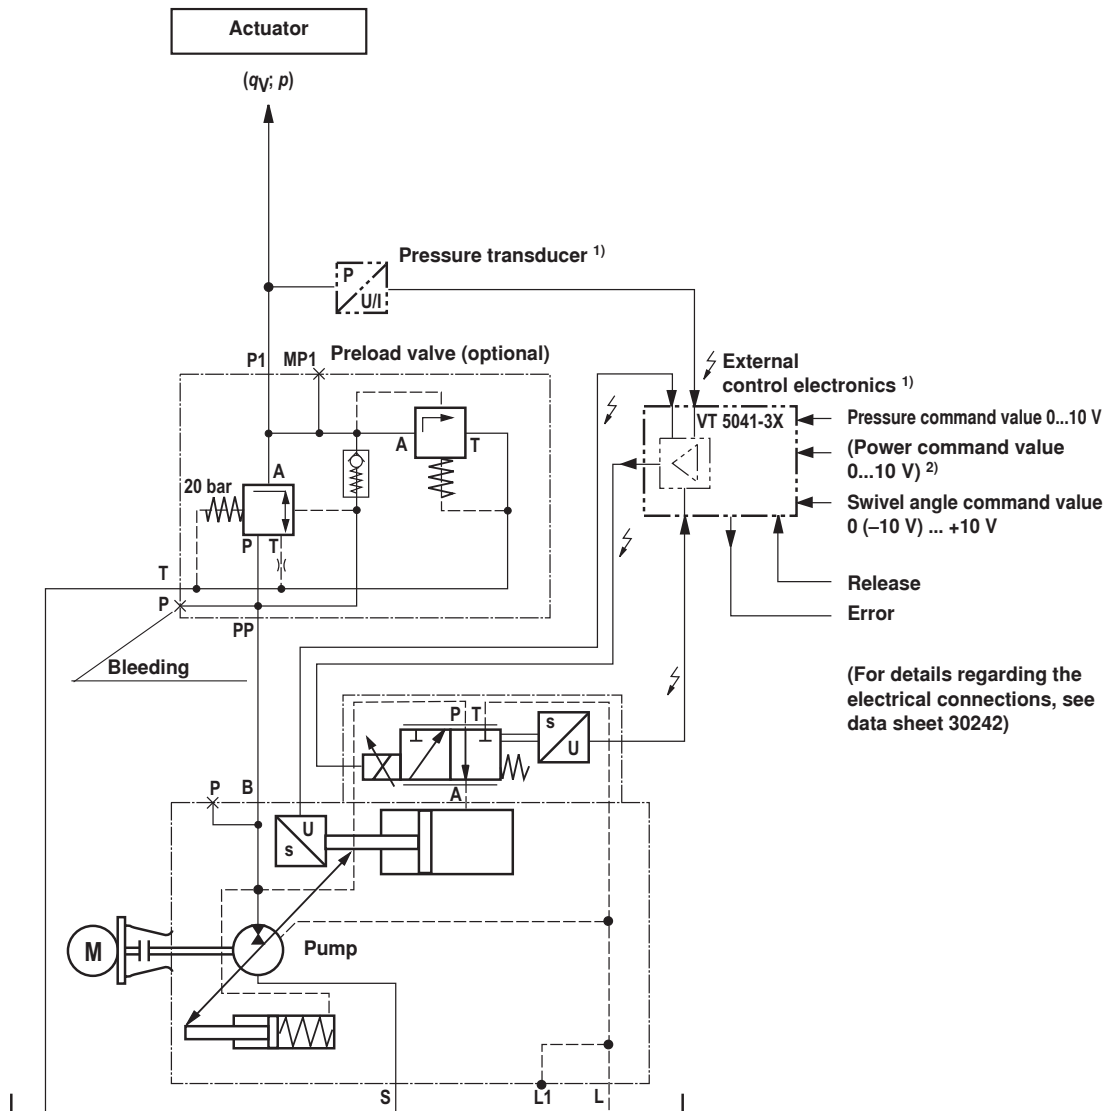 Actuator
(qV; p)
Pressure transducer 1)
P
U/I
P1
MP1
Preload valve (optional)
External
control electronics 1)
VT 5041-3X
Pressure command value 0...10 V
(Power command value
0...10 V) 2)
Swivel angle command value
0 (–10 V) ... +10 V
A
T
A
20 bar
P
T
T
P
PP
Bleeding
Release
Error
(For details regarding the
electrical connections, see
data sheet 30242)
P
T
s
U
A
P
B
U
s
M
Pump
S
L1
L